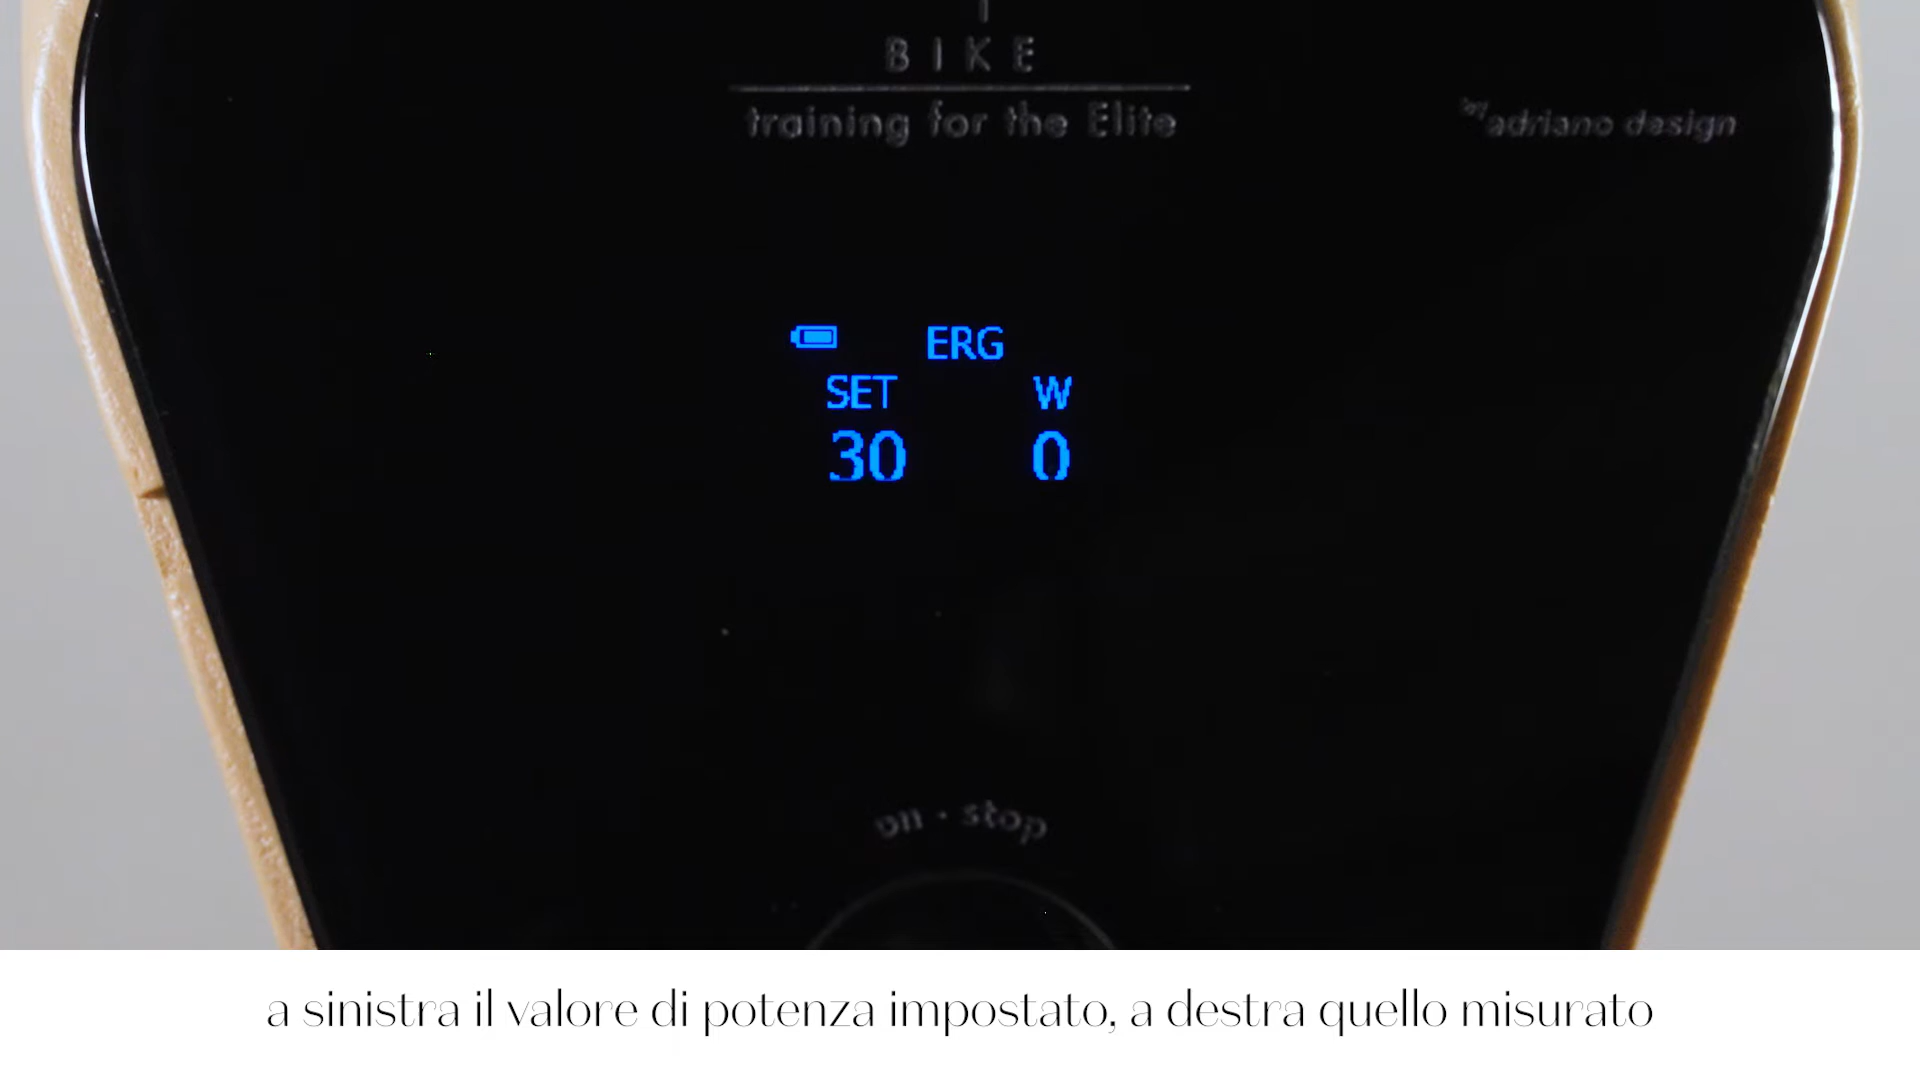 BIKE
training for the Elite
by adriano design
ERG
SET W
30 0
on · stop
a sinistra il valore di potenza impostato, a destra quello misurato